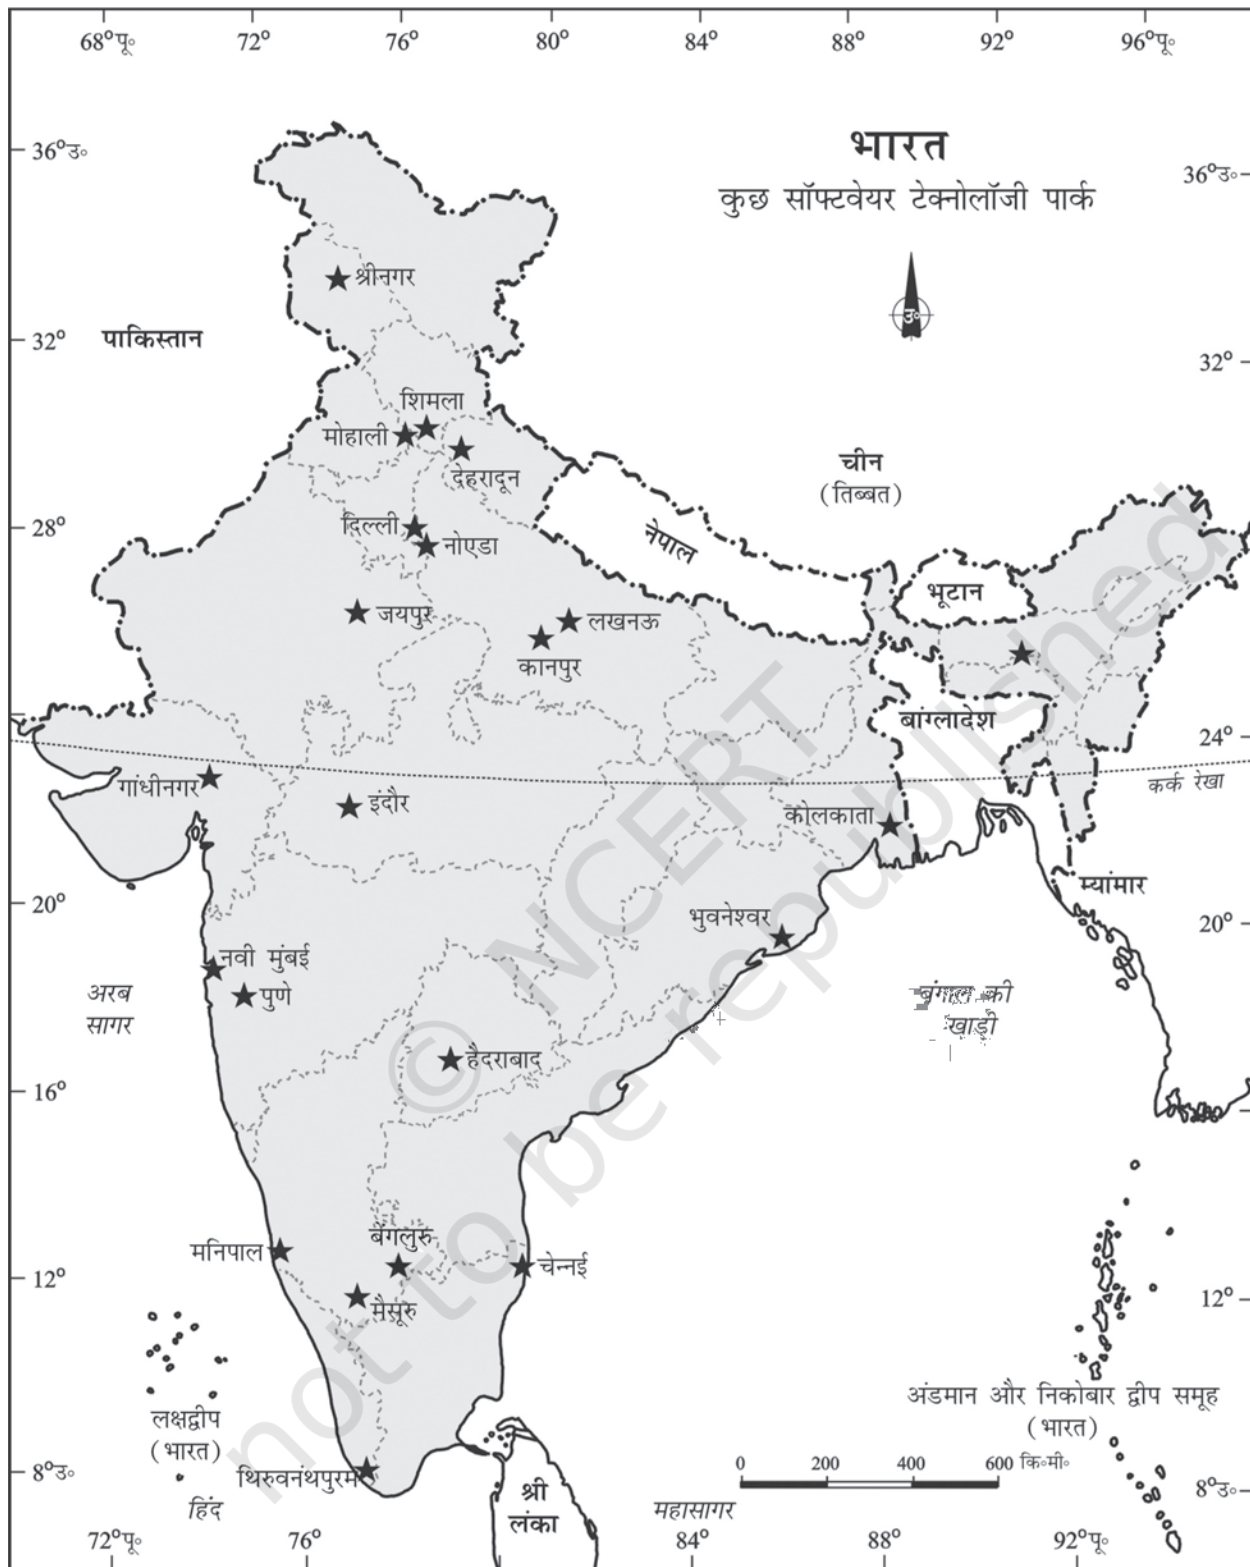 68°पू॰ 72° 76° 80° 84° 88° 92° 96°पू॰
36°उ॰
भारत
36°उ॰
कुछ सॉफ्टवेयर टेक्नोलॉजी पार्क
श्रीनगर
उ॰
पाकिस्तान
32°
32°
शिमला
मोहाली
देहरादून
चीन
(तिब्बत)
28°
दिल्ली
नोएडा
नेपाल
भूटान
जयपुर
लखनऊ
कानपुर
बांग्लादेश
24°
गांधीनगर
इंदौर
कोलकाता
कर्क रेखा
म्यांमार
20°
भुवनेश्वर
20°
नवी मुंबई
पुणे
अरब
सागर
बंगाल की
खाड़ी
हैदराबाद
16°
मनिपाल
बेंगलुरु
चेन्नई
12°
मैसूरु
12°
लक्षद्वीप
(भारत)
अंडमान और निकोबार द्वीप समूह
(भारत)
8°उ॰
थिरुवनंथपुरम
0 200 400 600 कि॰मी॰
8°उ॰
हिंद
महासागर
श्री
लंका
72°पू॰ 76° 84° 88° 92°पू॰
© NCERT
not to be republished